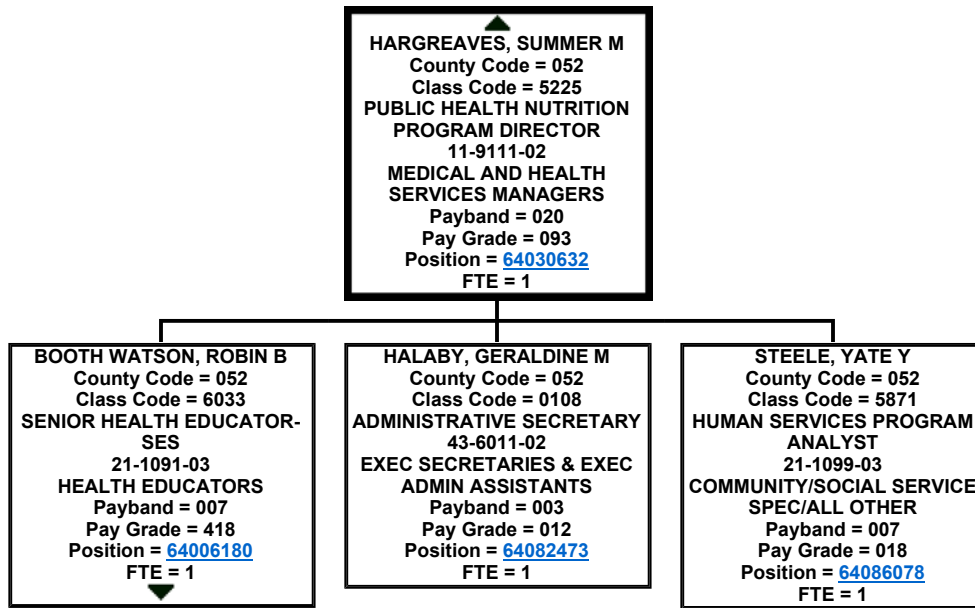 HARGREAVES, SUMMER M
County Code = 052
Class Code = 5225
PUBLIC HEALTH NUTRITION
PROGRAM DIRECTOR
11-9111-02
MEDICAL AND HEALTH
SERVICES MANAGERS
Payband = 020
Pay Grade = 093
Position = 64030632
FTE = 1
BOOTH WATSON, ROBIN B
County Code = 052
Class Code = 6033
SENIOR HEALTH EDUCATOR-
SES
21-1091-03
HEALTH EDUCATORS
Payband = 007
Pay Grade = 418
Position = 64006180
FTE = 1
HALABY, GERALDINE M
County Code = 052
Class Code = 0108
ADMINISTRATIVE SECRETARY
43-6011-02
EXEC SECRETARIES & EXEC
ADMIN ASSISTANTS
Payband = 003
Pay Grade = 012
Position = 64082473
FTE = 1
STEELE, YATE Y
County Code = 052
Class Code = 5871
HUMAN SERVICES PROGRAM
ANALYST
21-1099-03
COMMUNITY/SOCIAL SERVICE
SPEC/ALL OTHER
Payband = 007
Pay Grade = 018
Position = 64086078
FTE = 1